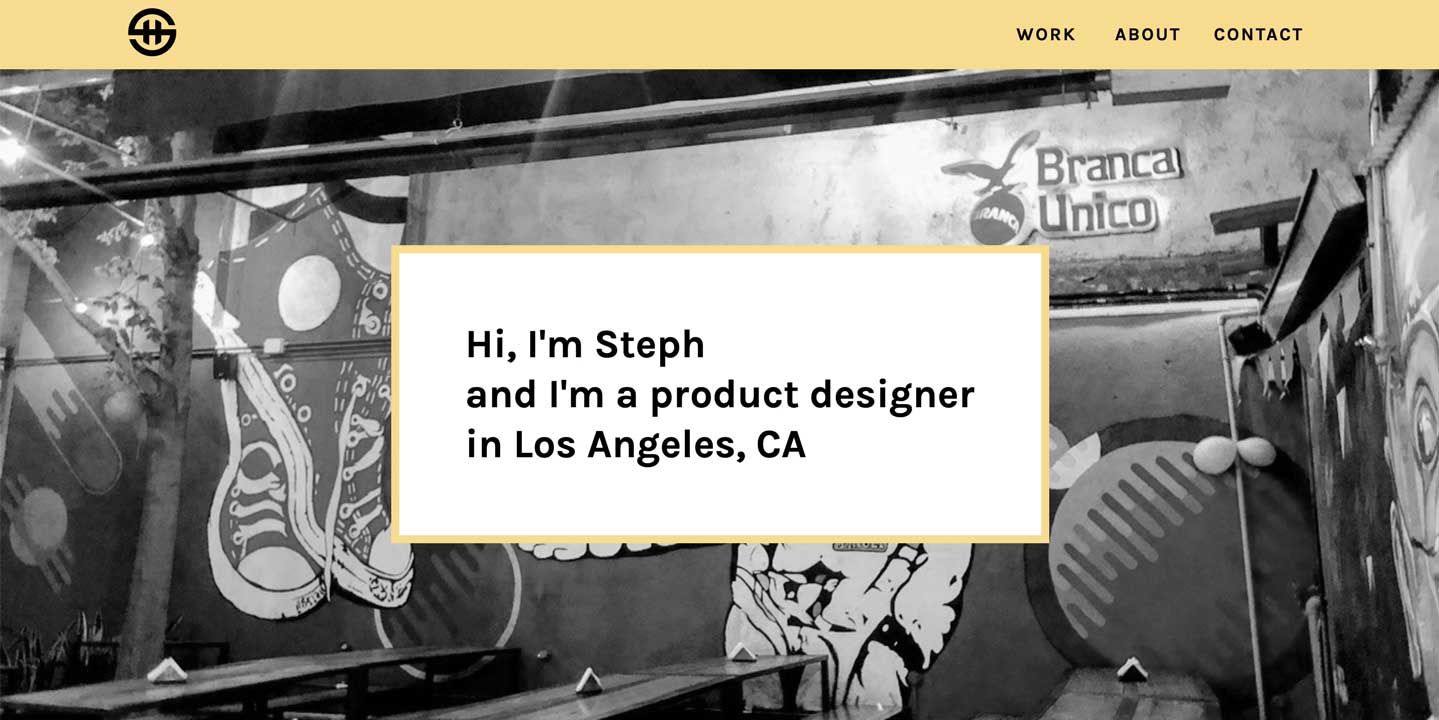 WORK ABOUT CONTACT
Branca
Unico
BRANCA
Hi, I'm Steph
and I'm a product designer
in Los Angeles, CA